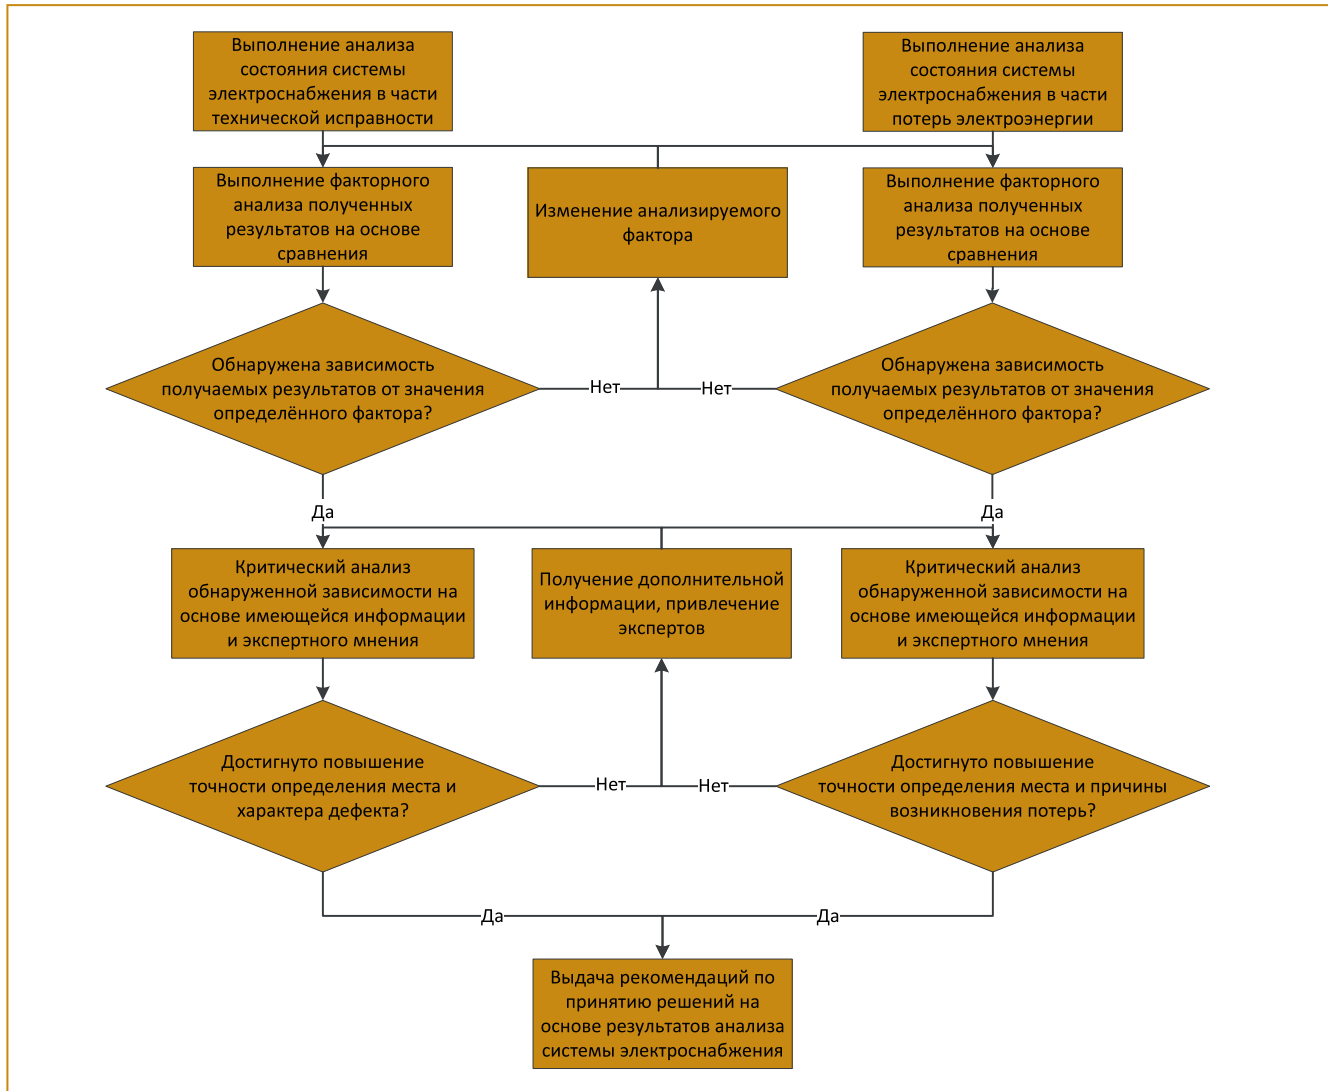 Выполнение анализа
состояния системы
электроснабжения в части
технической исправности
Выполнение анализа
состояния системы
электроснабжения в части
потерь электроэнергии
Выполнение факторного
анализа полученных
результатов на основе
сравнения
Изменение анализируемого
фактора
Выполнение факторного
анализа полученных
результатов на основе
сравнения
Обнаружена зависимость
получаемых результатов от значения
определённого фактора?
Нет
Нет
Обнаружена зависимость
получаемых результатов от значения
определённого фактора?
Да
Да
Критический анализ
обнаруженной зависимости на
основе имеющейся информации
и экспертного мнения
Получение дополнительной
информации, привлечение
экспертов
Критический анализ
обнаруженной зависимости на
основе имеющейся информации
и экспертного мнения
Достигнуто повышение
точности определения места и
характера дефекта?
Нет
Нет
Достигнуто повышение
точности определения места и причины
возникновения потерь?
Да
Да
Выдача рекомендаций по
принятию решений на
основе результатов анализа
системы электроснабжения